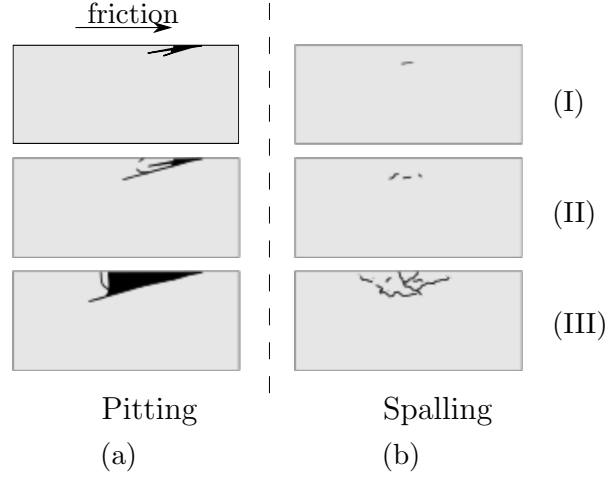 friction
(I)
(II)
(III)
Pitting
Spalling
(a)
(b)